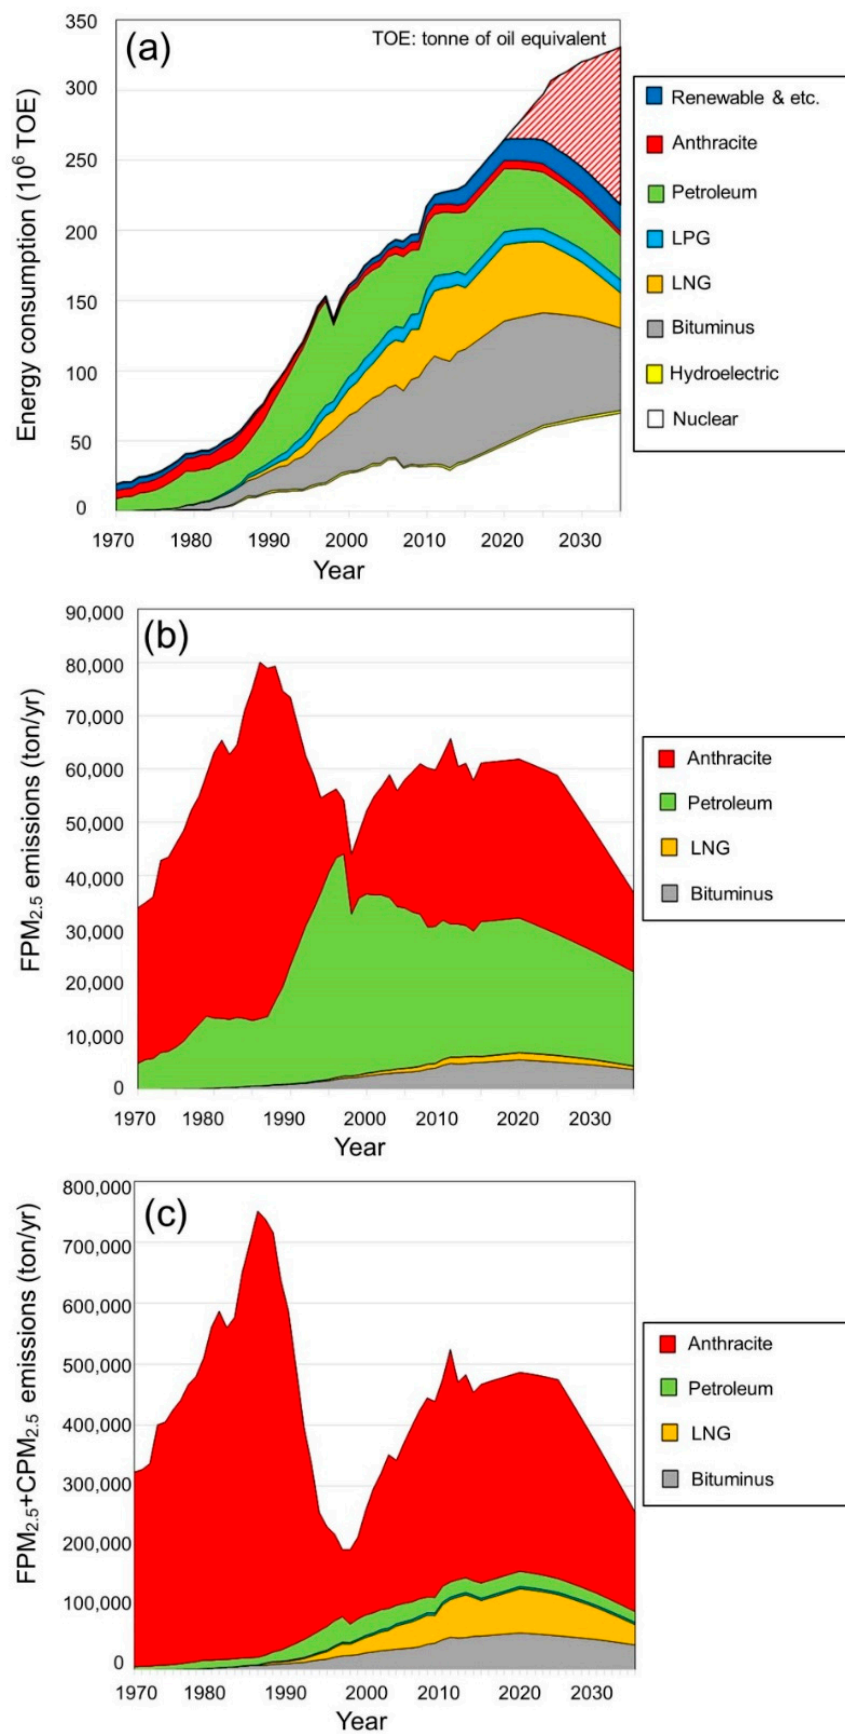 (a)
TOE: tonne of oil equivalent
Energy consumption (10⁶ TOE)
350
300
250
200
150
100
50
0
1970 1980 1990 2000 2010 2020 2030
Year
Renewable & etc.
Anthracite
Petroleum
LPG
LNG
Bituminus
Hydroelectric
Nuclear
(b)
FPM₂.₅ emissions (ton/yr)
90,000
80,000
70,000
60,000
50,000
40,000
30,000
20,000
10,000
0
1970 1980 1990 2000 2010 2020 2030
Year
Anthracite
Petroleum
LNG
Bituminus
(c)
FPM₂.₅+CPM₂.₅ emissions (ton/yr)
800,000
700,000
600,000
500,000
400,000
300,000
200,000
100,000
0
1970 1980 1990 2000 2010 2020 2030
Year
Anthracite
Petroleum
LNG
Bituminus